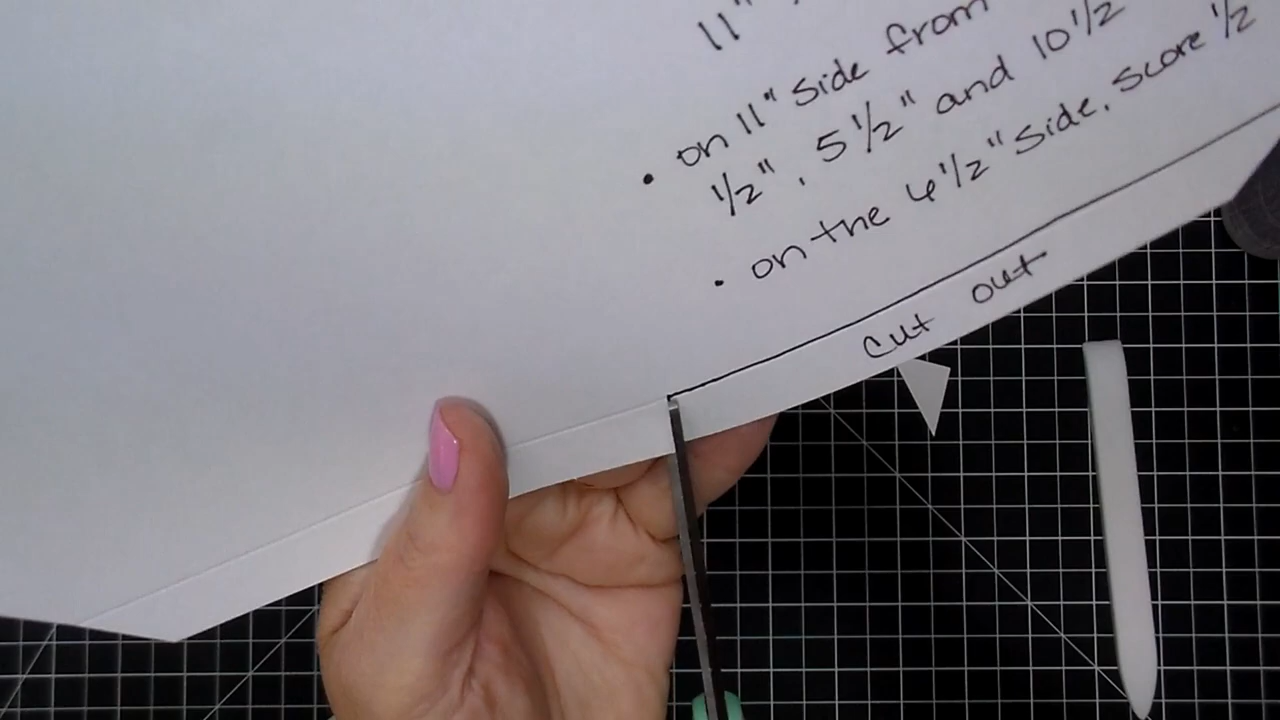 11"
• on 11" side from
1/2", 5 1/2" and 10 1/2
• on the 4 1/2" side, score 1/2
cut out